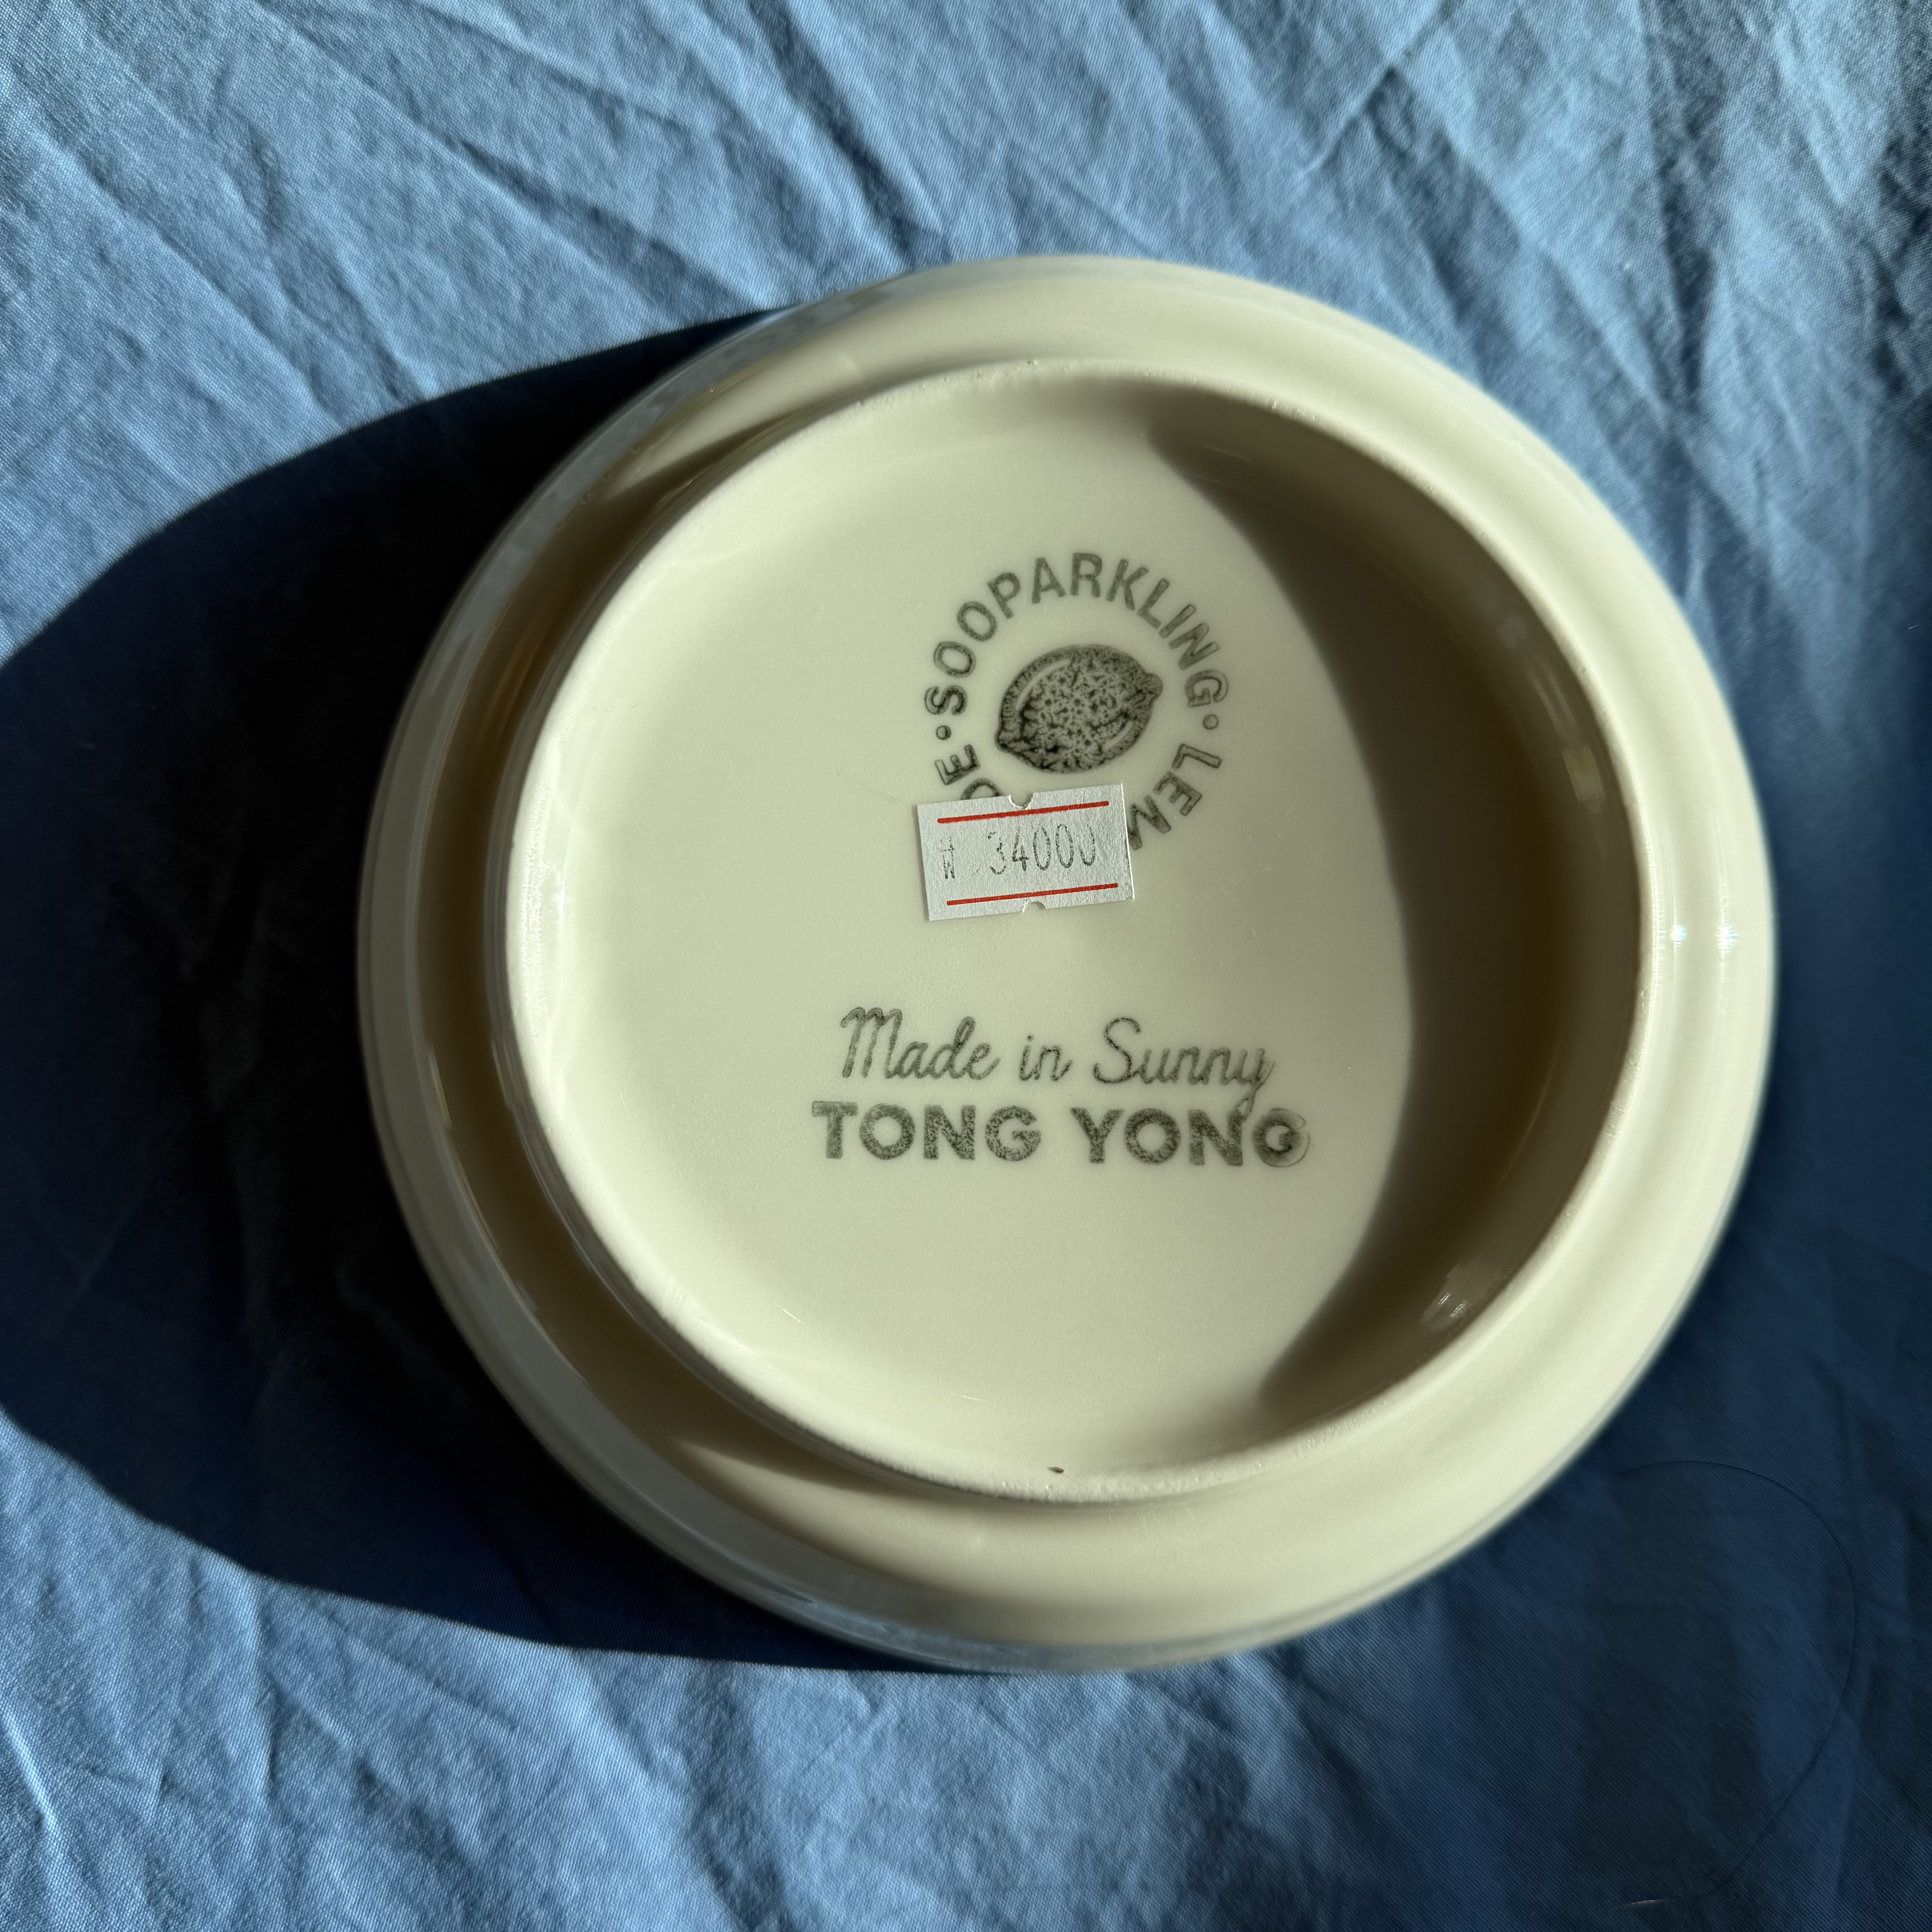 SOOPARKLING · LEM DE ·
₩ 34000
Made in Sunny
TONG YONG